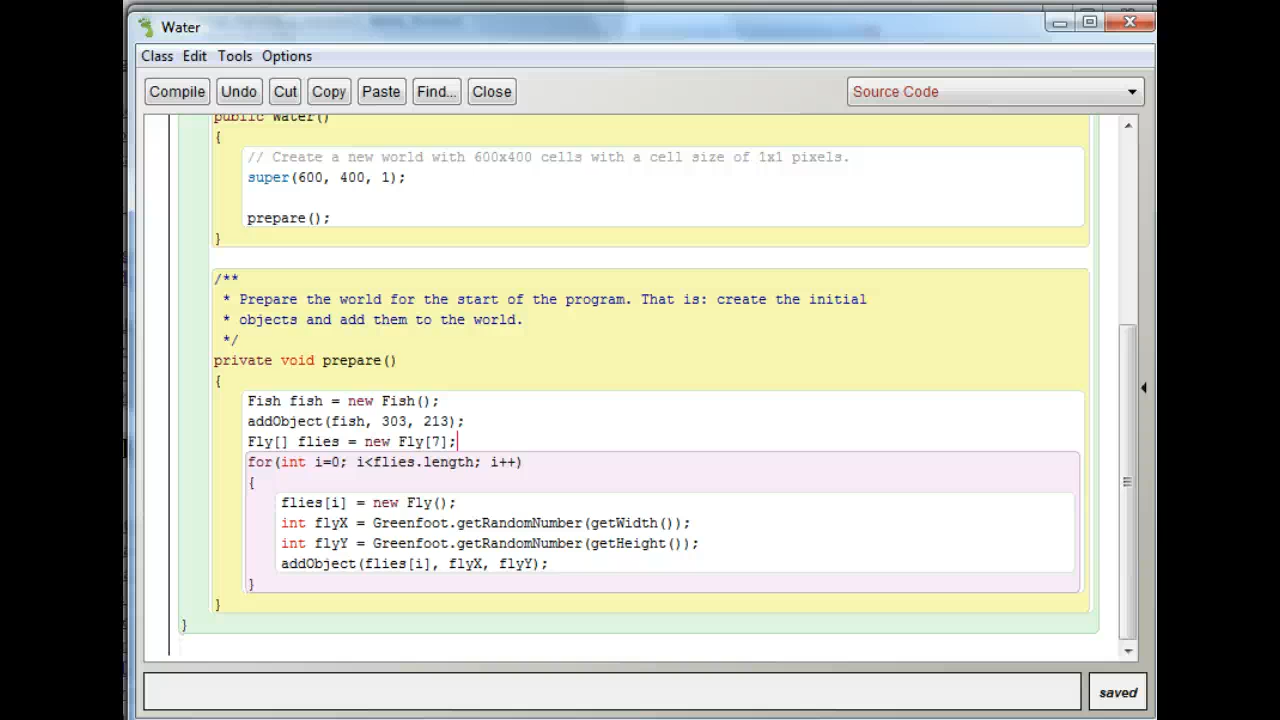 Water
Class Edit Tools Options
Compile Undo Cut Copy Paste Find... Close Source Code
public Water()
{
// Create a new world with 600x400 cells with a cell size of 1x1 pixels.
super(600, 400, 1);
prepare();
}
/**
* Prepare the world for the start of the program. That is: create the initial
* objects and add them to the world.
*/
private void prepare()
{
Fish fish = new Fish();
addObject(fish, 303, 213);
Fly[] flies = new Fly[7];
for(int i=0; i<flies.length; i++)
{
flies[i] = new Fly();
int flyX = Greenfoot.getRandomNumber(getWidth());
int flyY = Greenfoot.getRandomNumber(getHeight());
addObject(flies[i], flyX, flyY);
}
}
}
saved